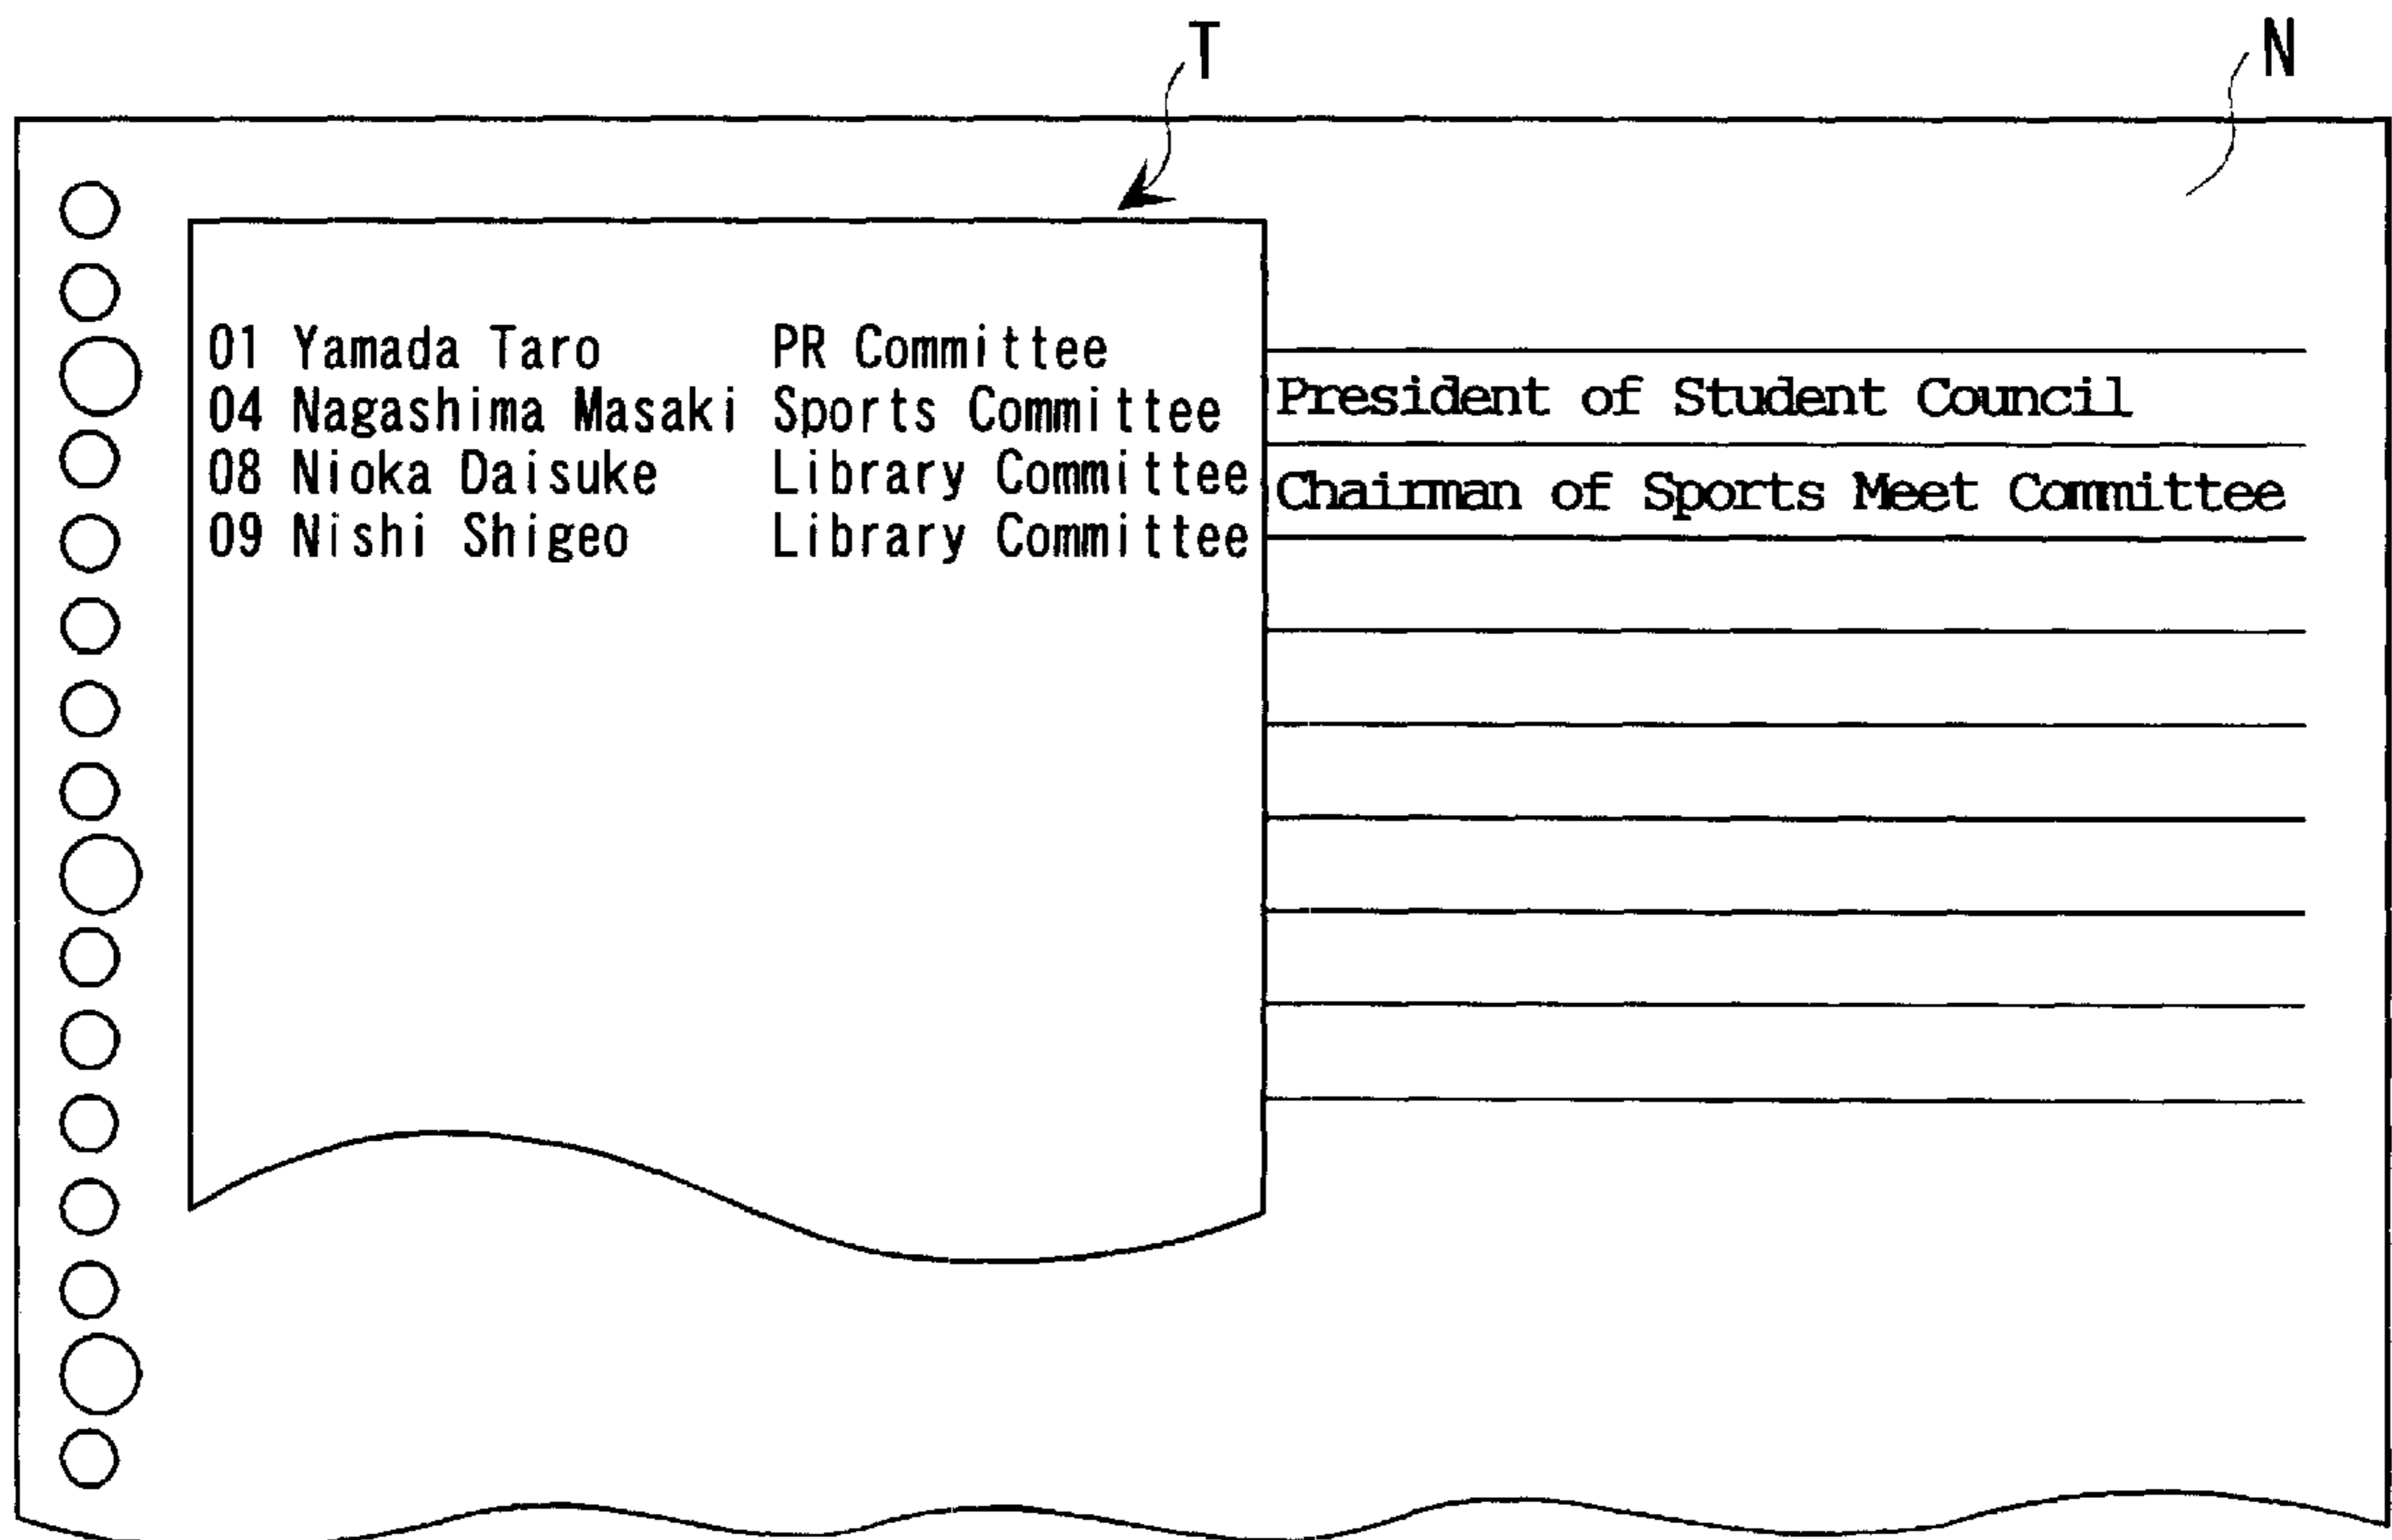 T
N
01 Yamada Taro PR Committee
04 Nagashima Masaki Sports Committee
08 Nioka Daisuke Library Committee
09 Nishi Shigeo Library Committee
President of Student Council
Chairman of Sports Meet Committee